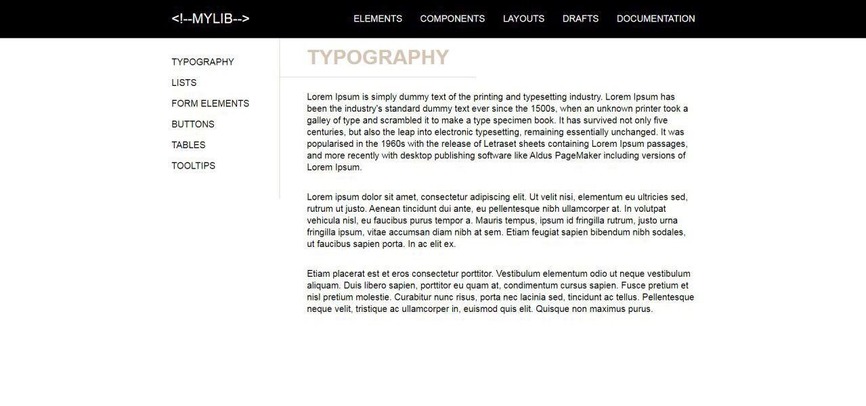 <!--MYLIB-->
ELEMENTS COMPONENTS LAYOUTS DRAFTS DOCUMENTATION
TYPOGRAPHY
LISTS
FORM ELEMENTS
BUTTONS
TABLES
TOOLTIPS
TYPOGRAPHY
Lorem Ipsum is simply dummy text of the printing and typesetting industry. Lorem Ipsum has
been the industry's standard dummy text ever since the 1500s, when an unknown printer took a
galley of type and scrambled it to make a type specimen book. It has survived not only five
centuries, but also the leap into electronic typesetting, remaining essentially unchanged. It was
popularised in the 1960s with the release of Letraset sheets containing Lorem Ipsum passages,
and more recently with desktop publishing software like Aldus PageMaker including versions of
Lorem Ipsum.
Lorem ipsum dolor sit amet, consectetur adipiscing elit. Ut velit nisi, elementum eu ultricies sed,
rutrum ut justo. Aenean tincidunt dui ante, eu pellentesque nibh ullamcorper at. In volutpat
vehicula nisl, eu faucibus purus tempor a. Mauris tempus, ipsum id fringilla rutrum, justo urna
fringilla ipsum, vitae accumsan diam nibh at sem. Etiam feugiat sapien bibendum nibh sodales,
ut faucibus sapien porta. In ac elit ex.
Etiam placerat est et eros consectetur porttitor. Vestibulum elementum odio ut neque vestibulum
aliquam. Duis libero sapien, porttitor eu quam at, condimentum cursus sapien. Fusce pretium et
nisl pretium molestie. Curabitur nunc risus, porta nec lacinia sed, tincidunt ac tellus. Pellentesque
neque velit, tristique ac ullamcorper in, euismod quis elit. Quisque non maximus purus.